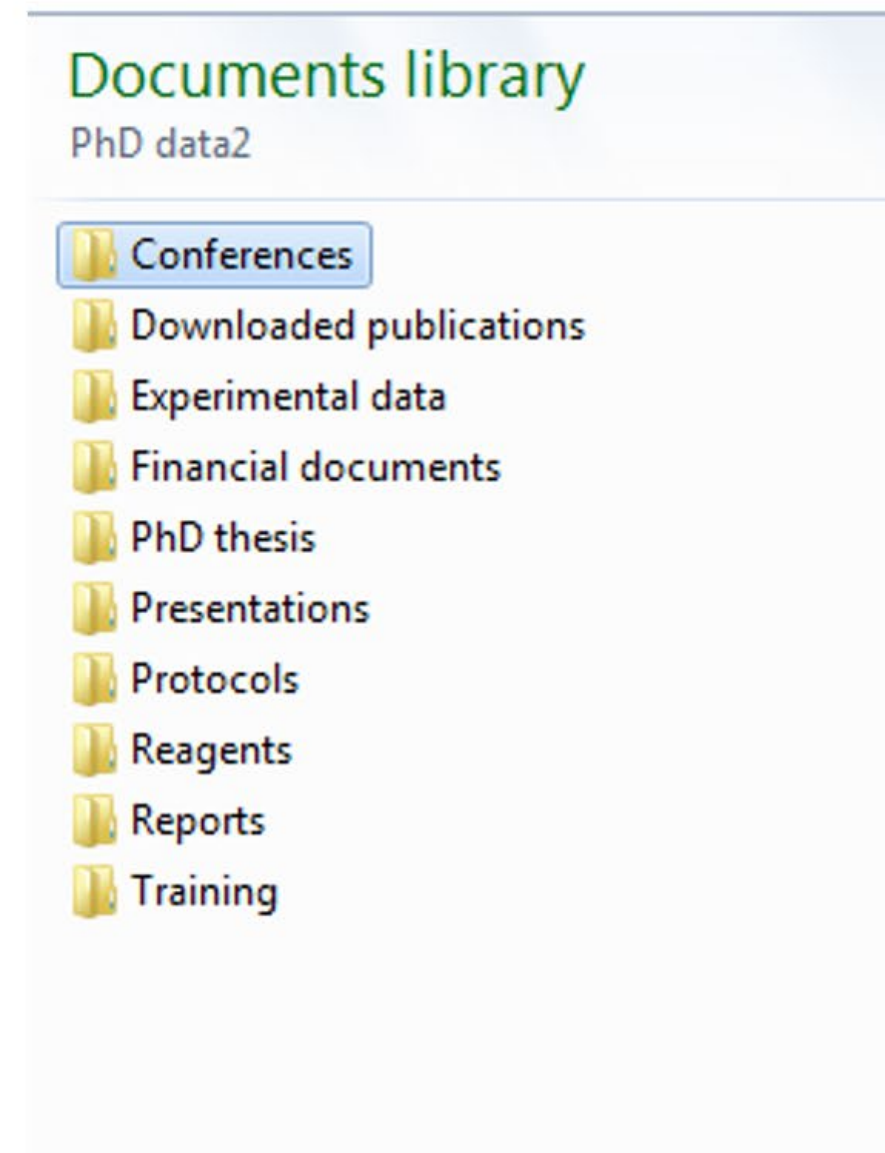 Documents library
PhD data2
Conferences
Downloaded publications
Experimental data
Financial documents
PhD thesis
Presentations
Protocols
Reagents
Reports
Training